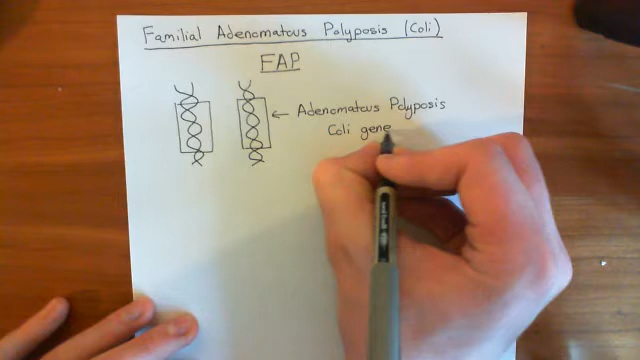 Familial Adenomatous Polyposis (Coli)
FAP
← Adenomatous Polyposis
Coli gene